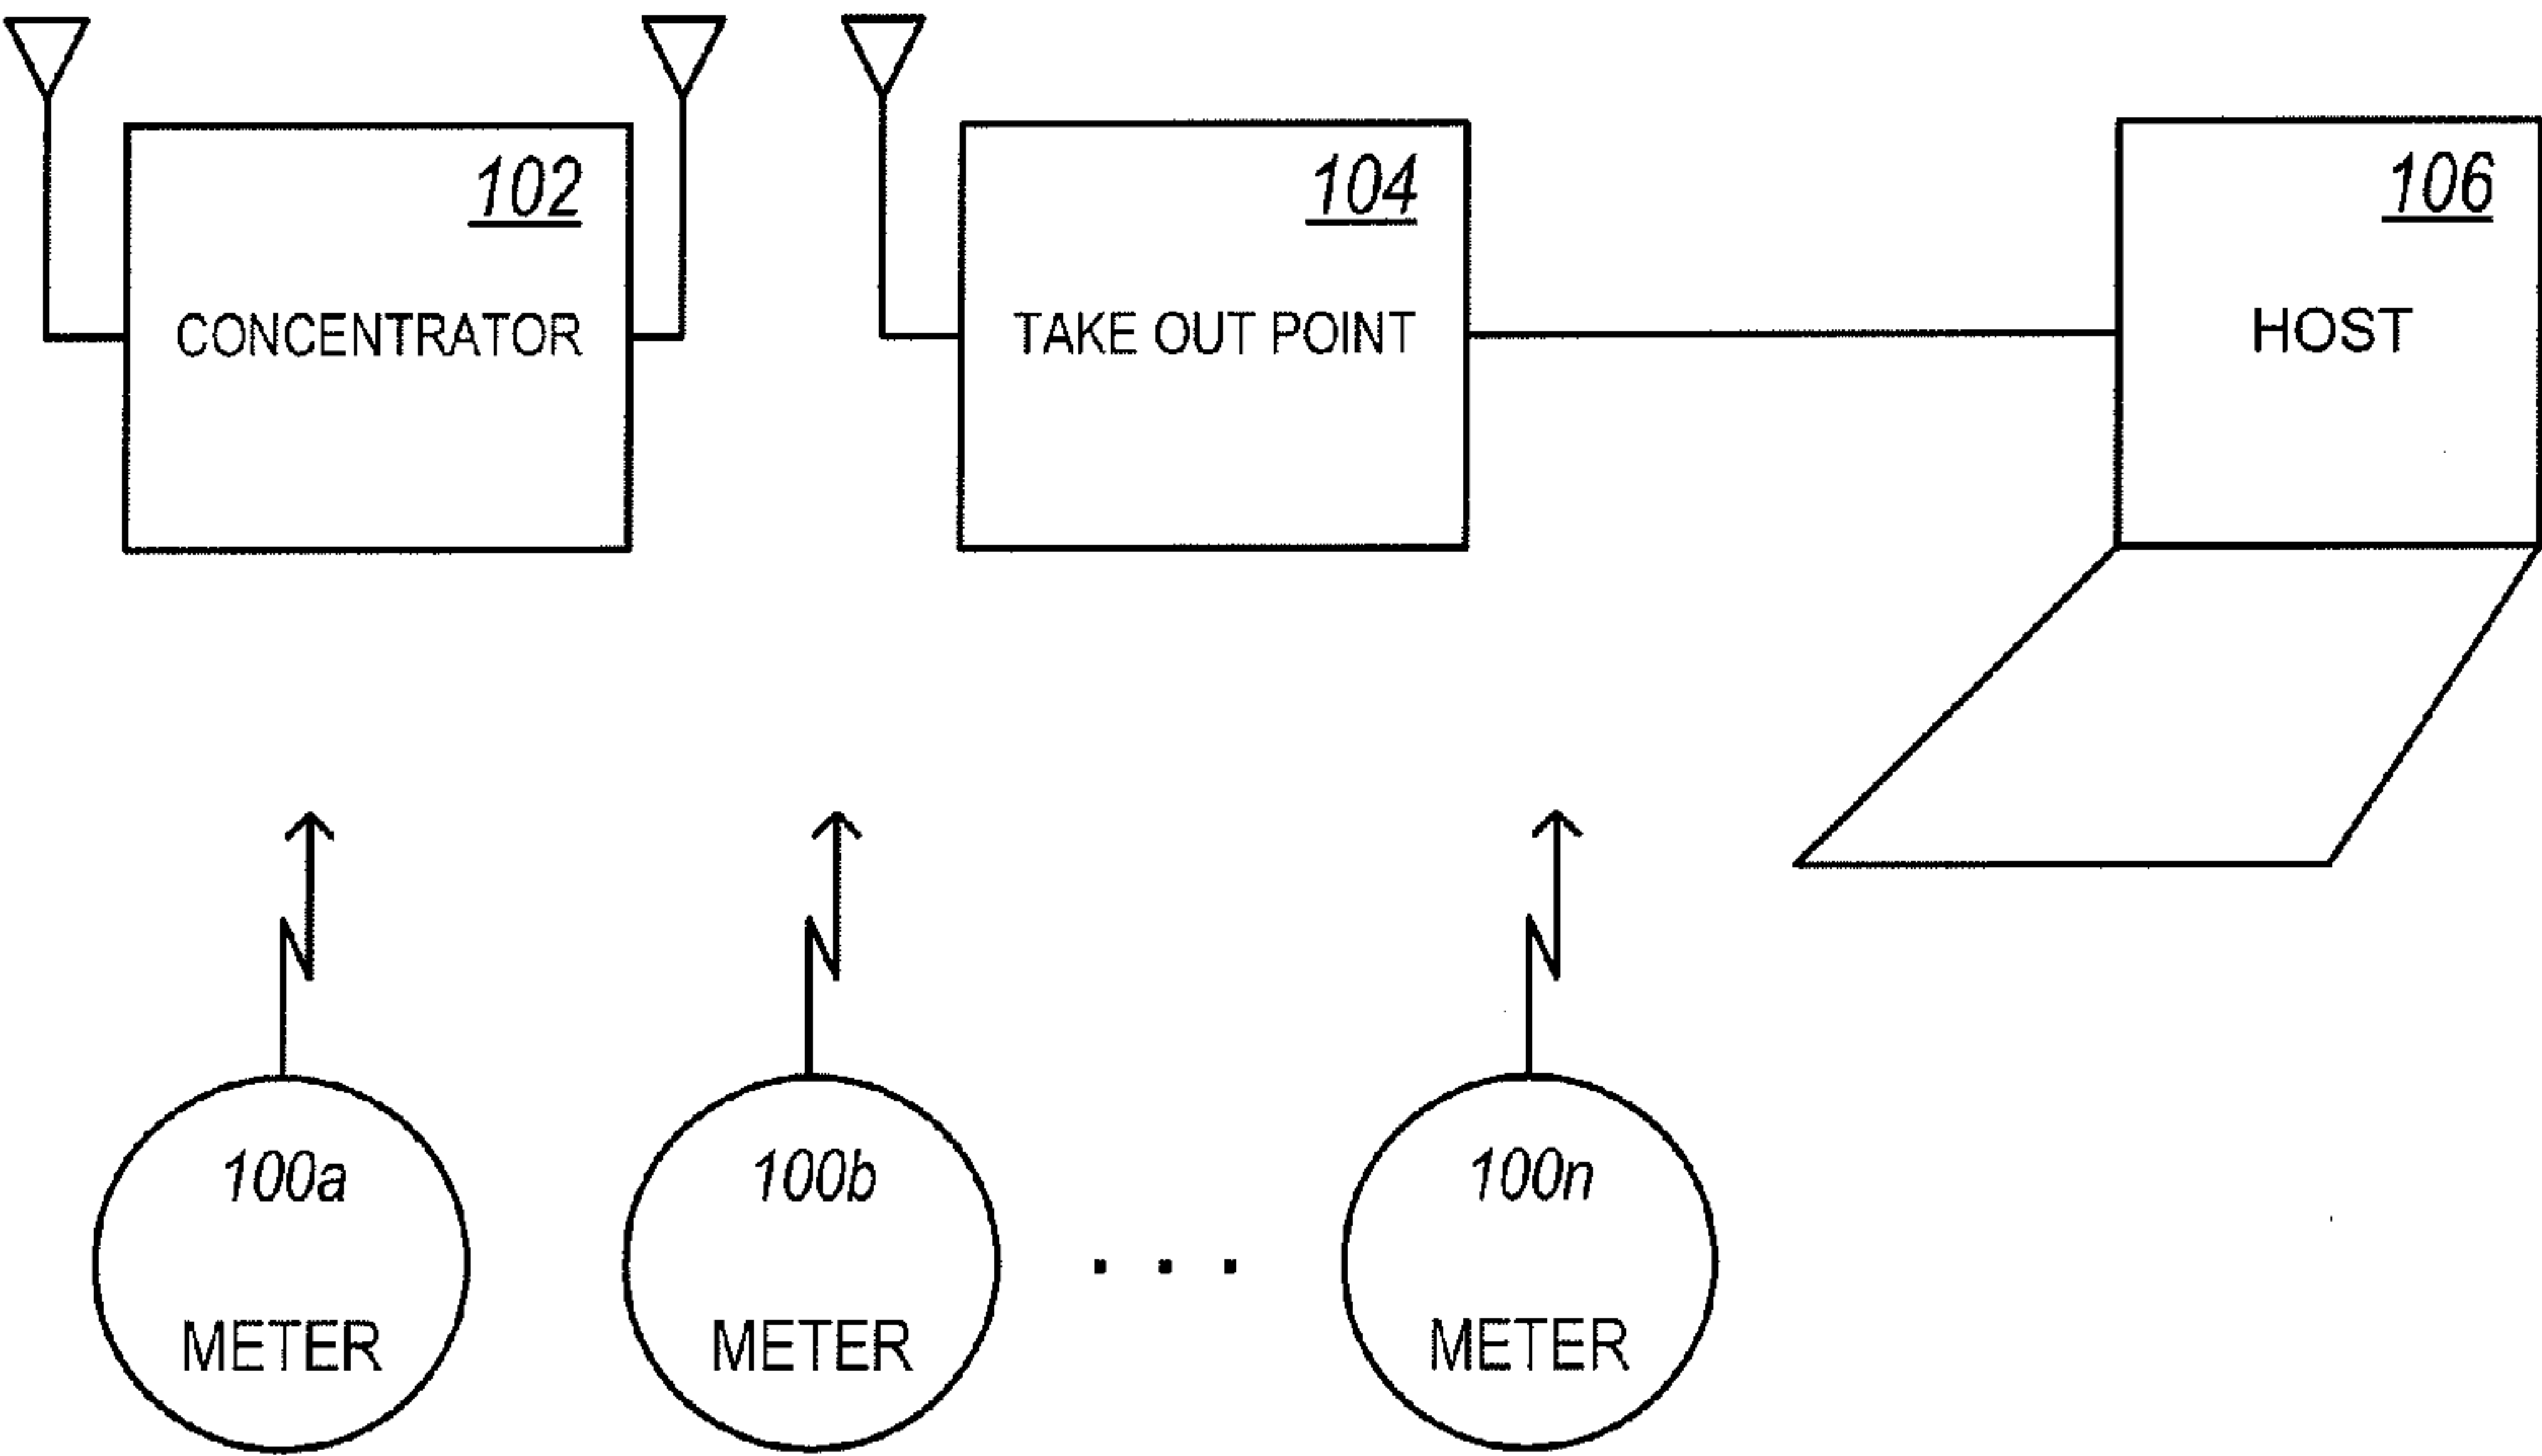 102
CONCENTRATOR
104
TAKE OUT POINT
106
HOST
100a
METER
100b
METER
. . .
100n
METER